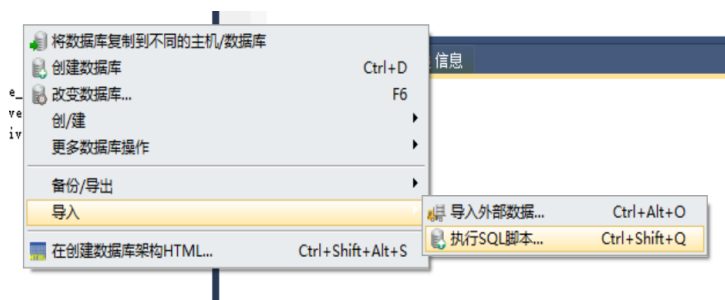 将数据库复制到不同的主机/数据库
创建数据库 Ctrl+D
信息
改变数据库... F6
e_
创/建
ve
更多数据库操作
iv
备份/导出
导入
导入外部数据... Ctrl+Alt+O
执行SQL脚本... Ctrl+Shift+Q
在创建数据库架构HTML... Ctrl+Shift+Alt+S